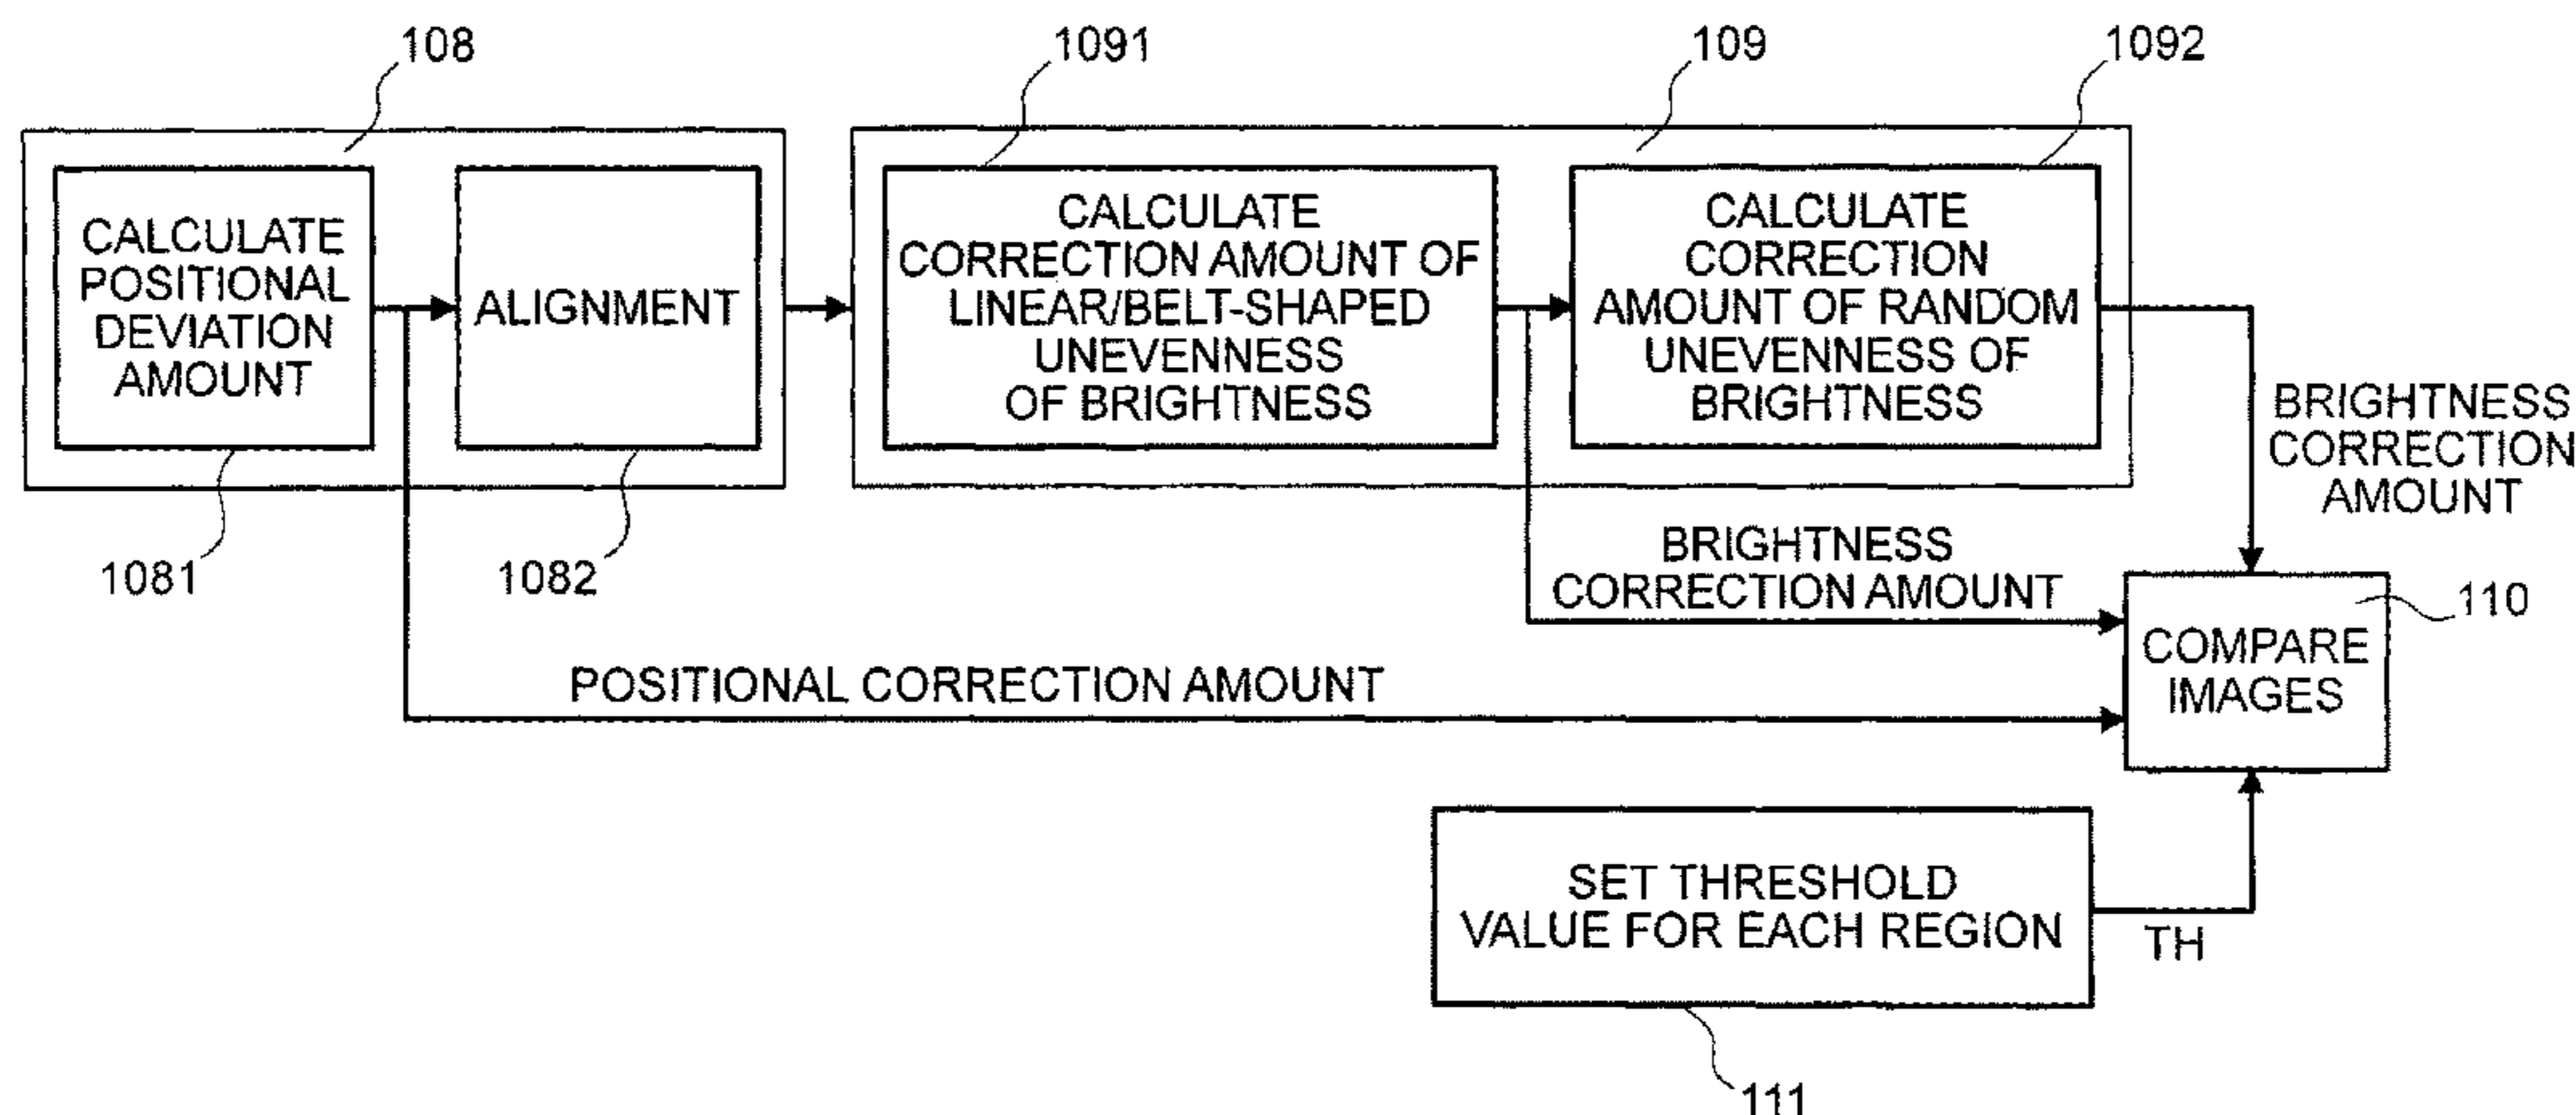 108
1091
109
1092
CALCULATE
POSITIONAL
DEVIATION
AMOUNT
ALIGNMENT
CALCULATE
CORRECTION AMOUNT OF
LINEAR/BELT-SHAPED
UNEVENNESS
OF BRIGHTNESS
CALCULATE
CORRECTION
AMOUNT OF RANDOM
UNEVENNESS OF
BRIGHTNESS
BRIGHTNESS
CORRECTION
AMOUNT
1081
1082
BRIGHTNESS
CORRECTION AMOUNT
110
COMPARE
IMAGES
POSITIONAL CORRECTION AMOUNT
SET THRESHOLD
VALUE FOR EACH REGION
TH
111